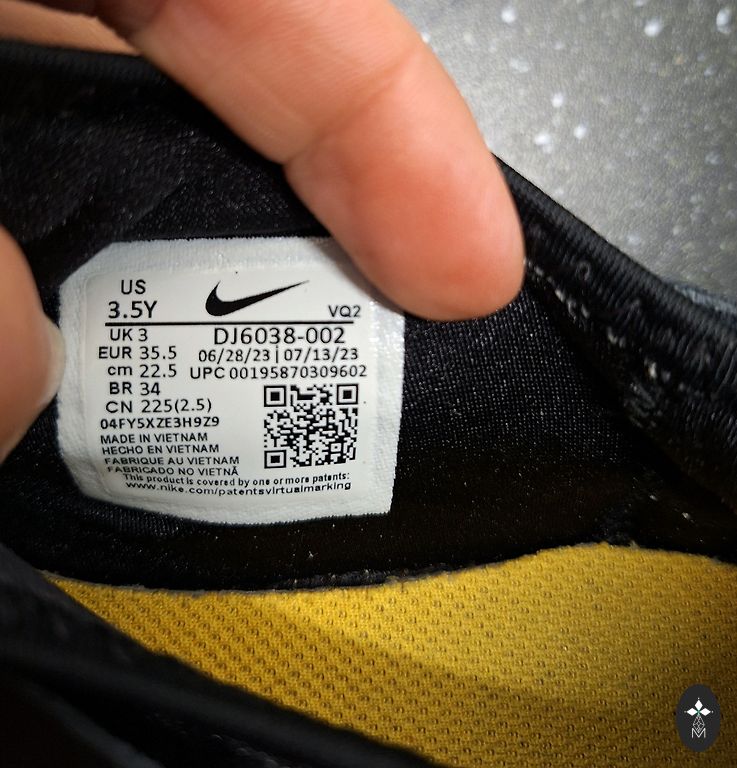 US
3.5Y
VQ2
UK 3
DJ6038-002
EUR 35.5
06/28/23 | 07/13/23
cm 22.5
UPC 00195870309602
BR 34
CN 225(2.5)
04FY5XZE3H9Z9
MADE IN VIETNAM
HECHO EN VIETNAM
FABRIQUE AU VIETNAM
FABRICADO NO VIETNÃ
This product is covered by one or more patents:
www.nike.com/patentsvirtualmarking
M